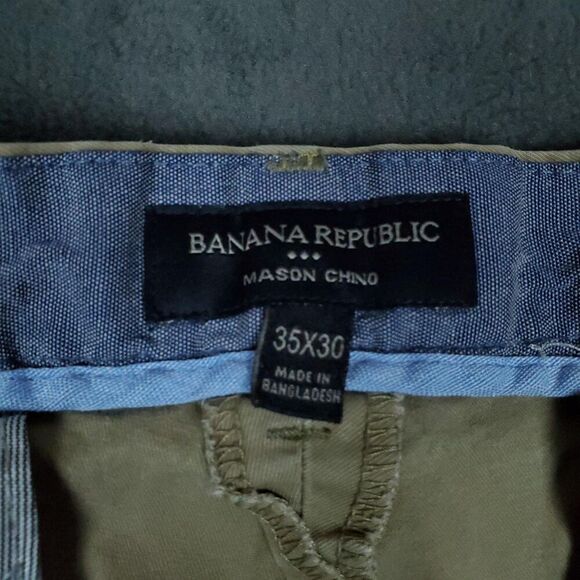 BANANA REPUBLIC
MASON CHINO
35X30
MADE IN
BANGLADESH